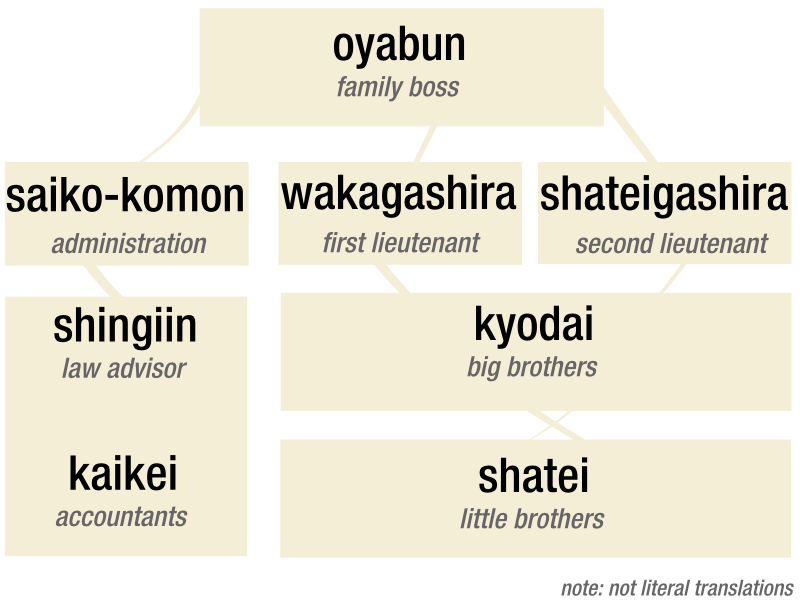 oyabun
family boss
saiko-komon
administration
wakagashira
first lieutenant
shateigashira
second lieutenant
shingiin
law advisor
kaikei
accountants
kyodai
big brothers
shatei
little brothers
note: not literal translations